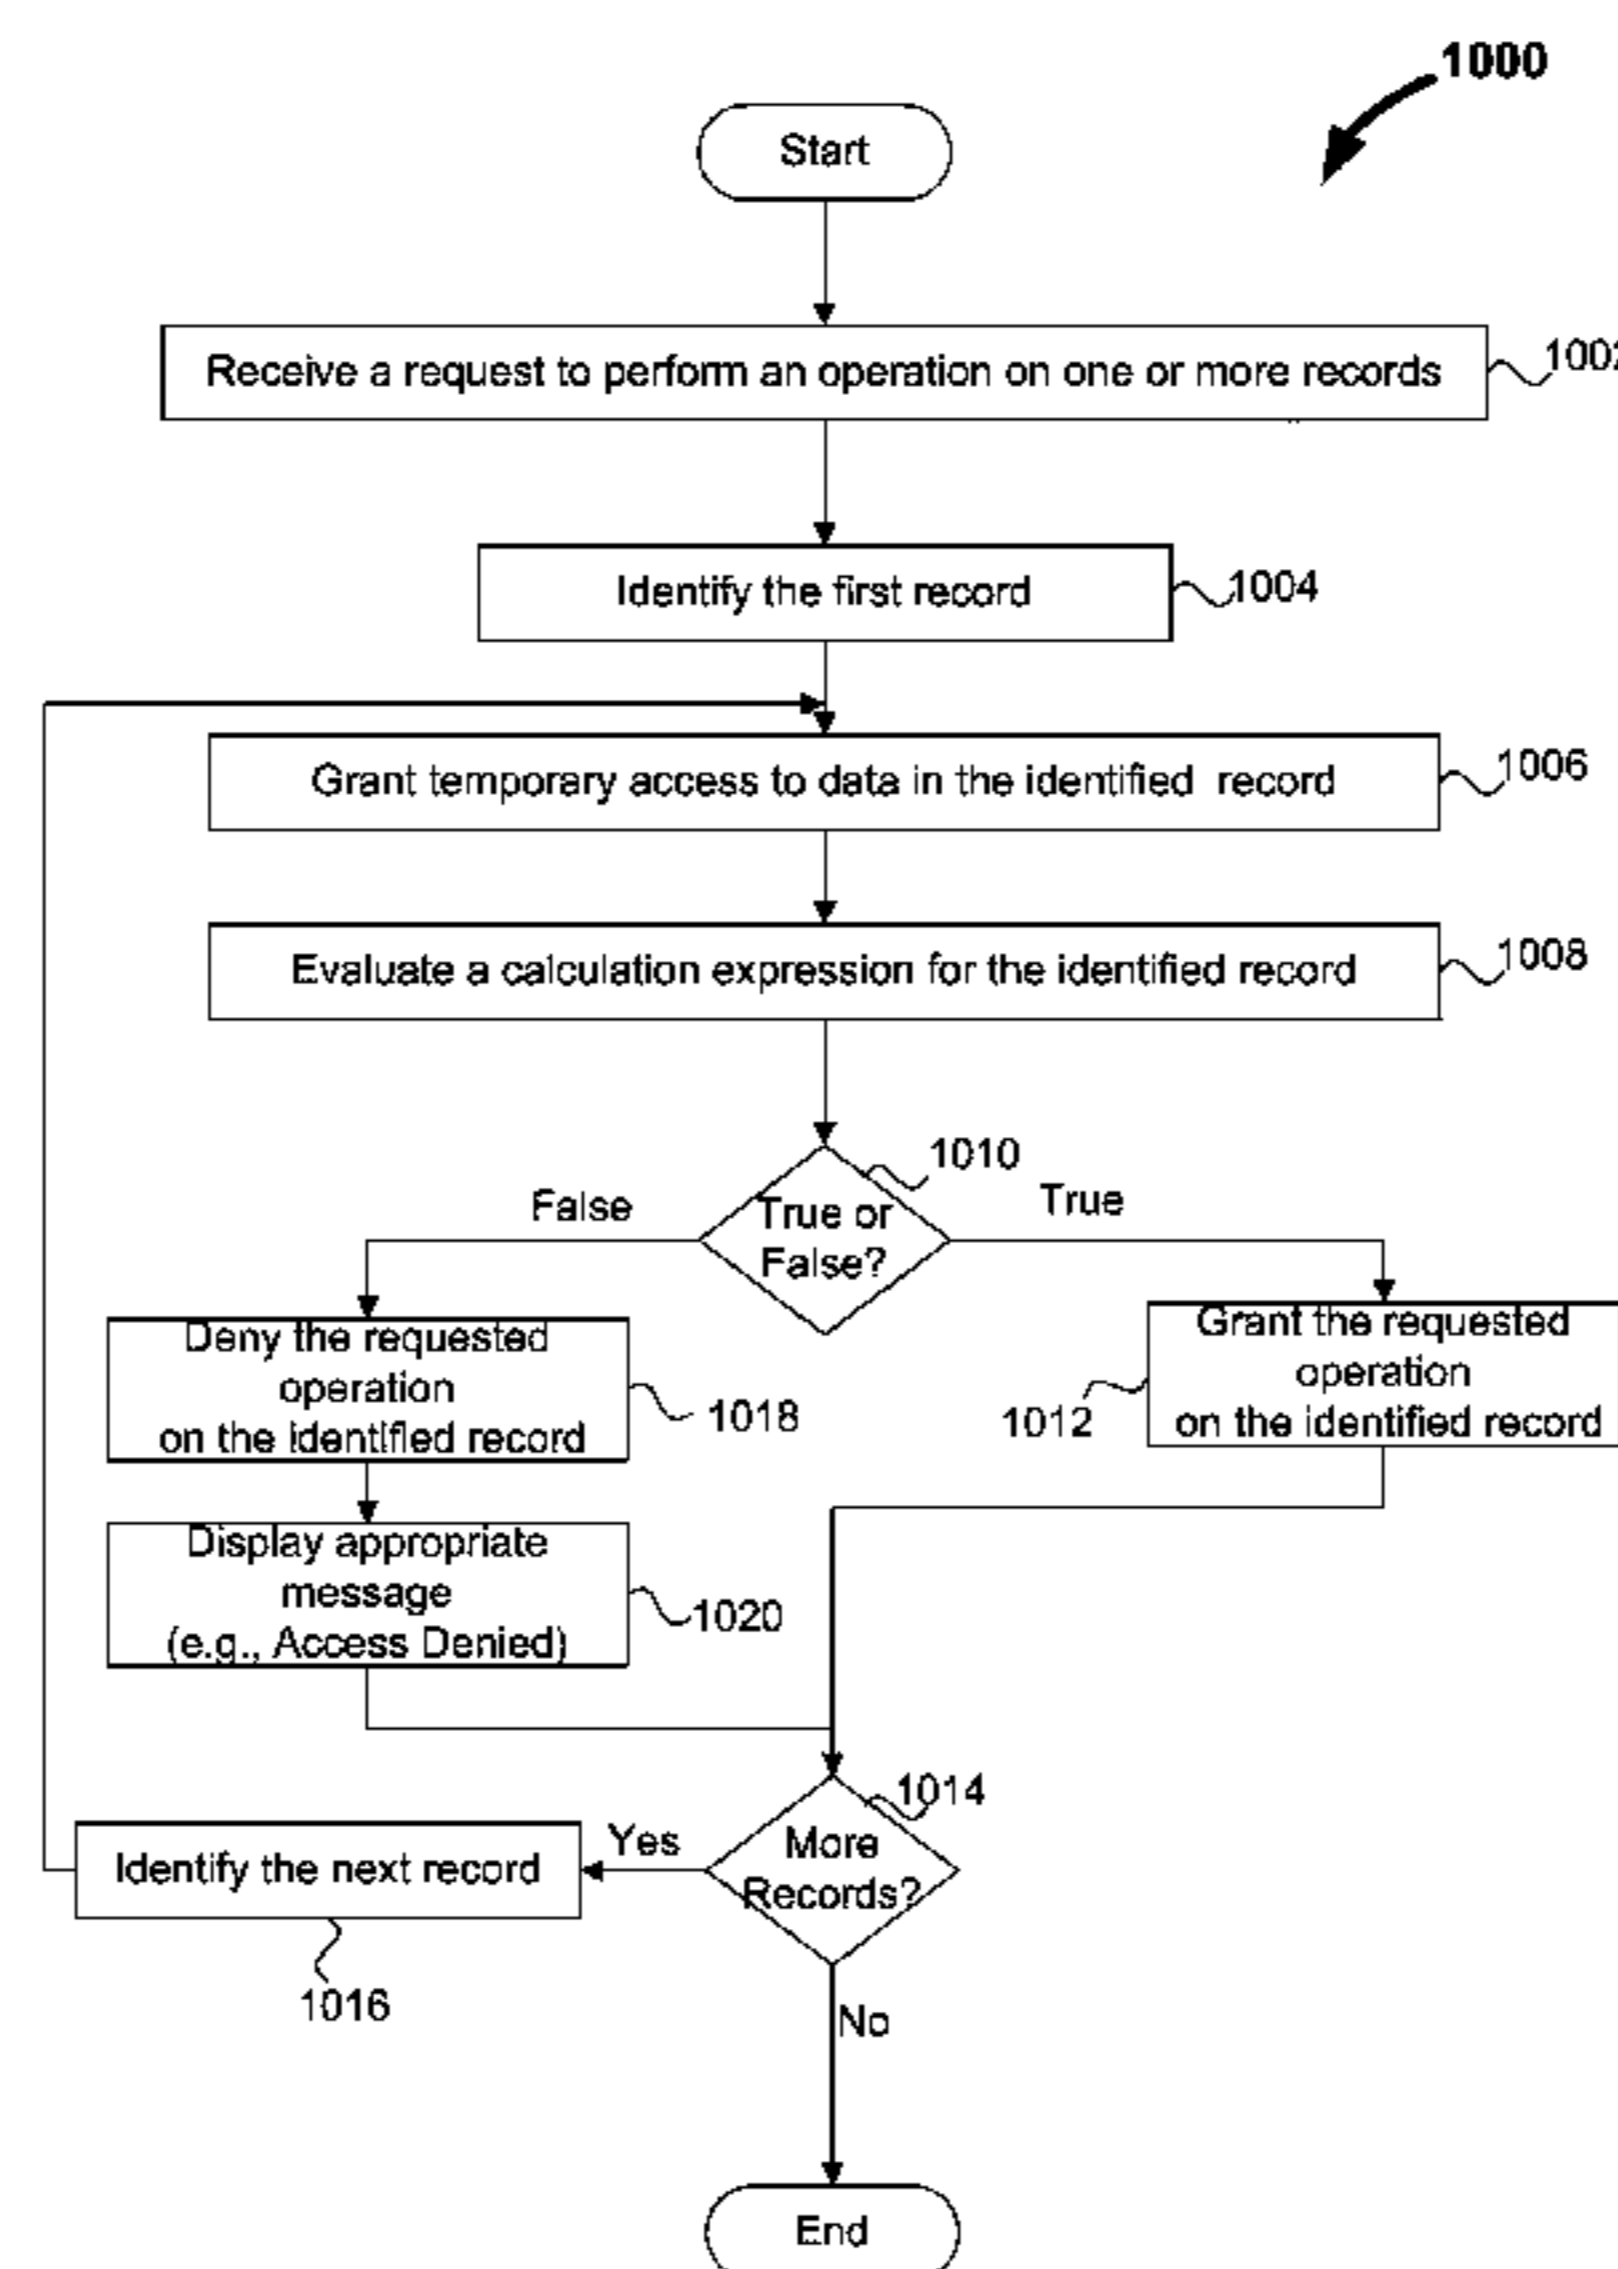 1000
Start
Receive a request to perform an operation on one or more records
1002
Identify the first record
1004
Grant temporary access to data in the identified record
1006
Evaluate a calculation expression for the identified record
1008
1010
False
True or
False?
True
Deny the requested
operation
on the identified record
1018
Grant the requested
operation
on the identified record
1012
Display appropriate
message
(e.g., Access Denied)
1020
1014
More
Records?
Yes
Identify the next record
1016
No
End